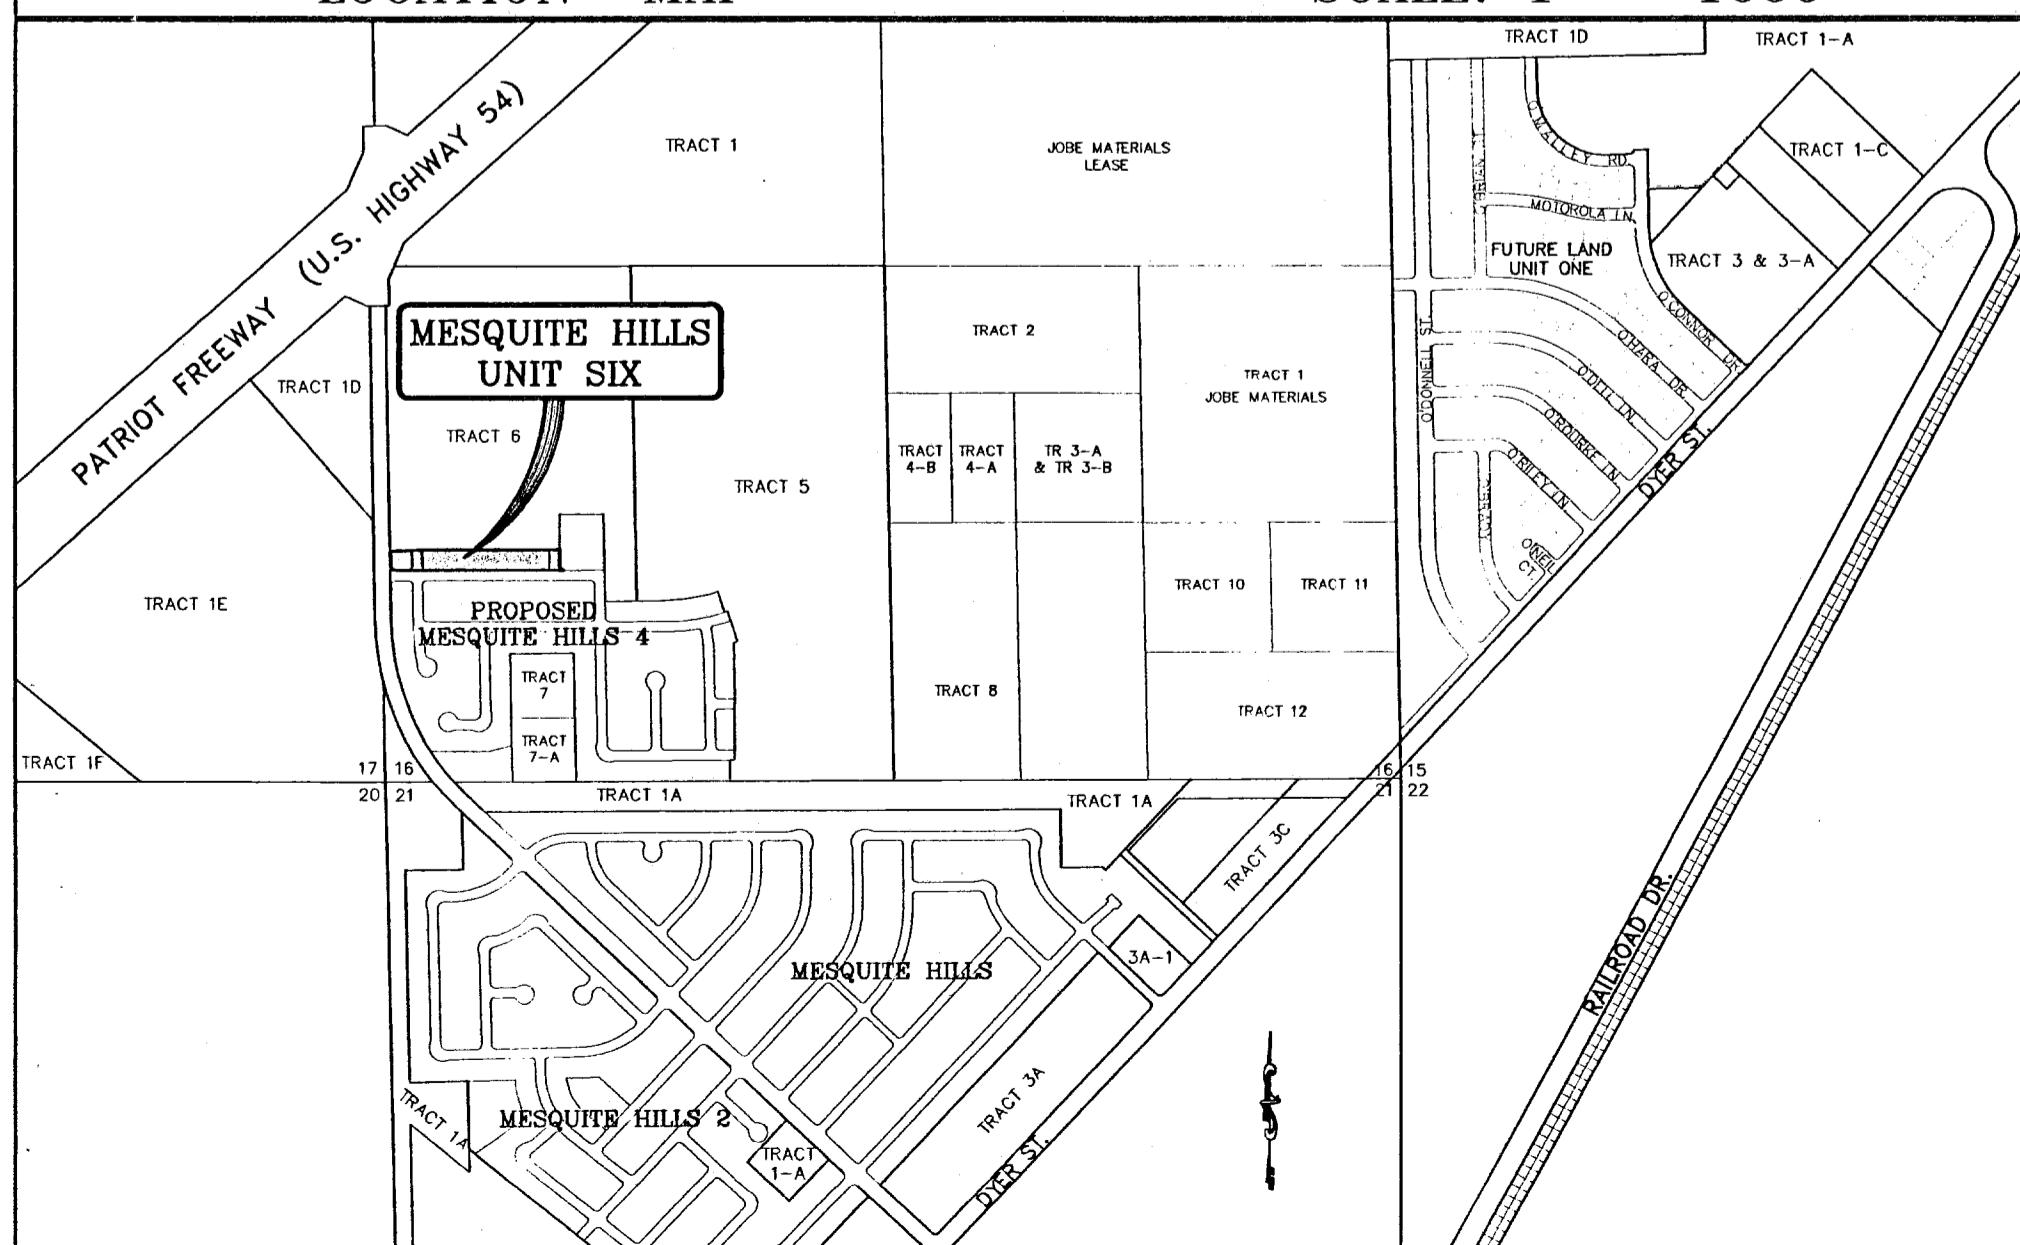 TRACT 1D
TRACT 1-A
PATRIOT FREEWAY (U.S. HIGHWAY 54)
TRACT 1
JOBE MATERIALS
LEASE
O'MALLEY RD.
MOTOROLA LN.
TRACT 1-C
FUTURE LAND
UNIT ONE
TRACT 3 & 3-A
O'CONNOR DR.
MESQUITE HILLS
UNIT SIX
TRACT 1D
TRACT 6
TRACT 5
TRACT 2
TRACT 1
JOBE MATERIALS
O'DONNELL ST.
O'HARA DR.
O'ROURKE LN
O'RILEY LN
O'NEIL
CT.
DYER ST.
TRACT
4-B
TRACT
4-A
TR 3-A
& TR 3-B
TRACT 10
TRACT 11
TRACT 1E
PROPOSED
MESQUITE HILLS 4
TRACT
7
TRACT
7-A
TRACT 8
TRACT 12
TRACT 1F
17 16
20 21
16 15
21 22
TRACT 1A
TRACT 1A
TRACT 3C
RAILROAD DR.
MESQUITE HILLS
3A-1
TRACT 3A
TRACT 1A
MESQUITE HILLS 2
TRACT
1-A
DYER ST.